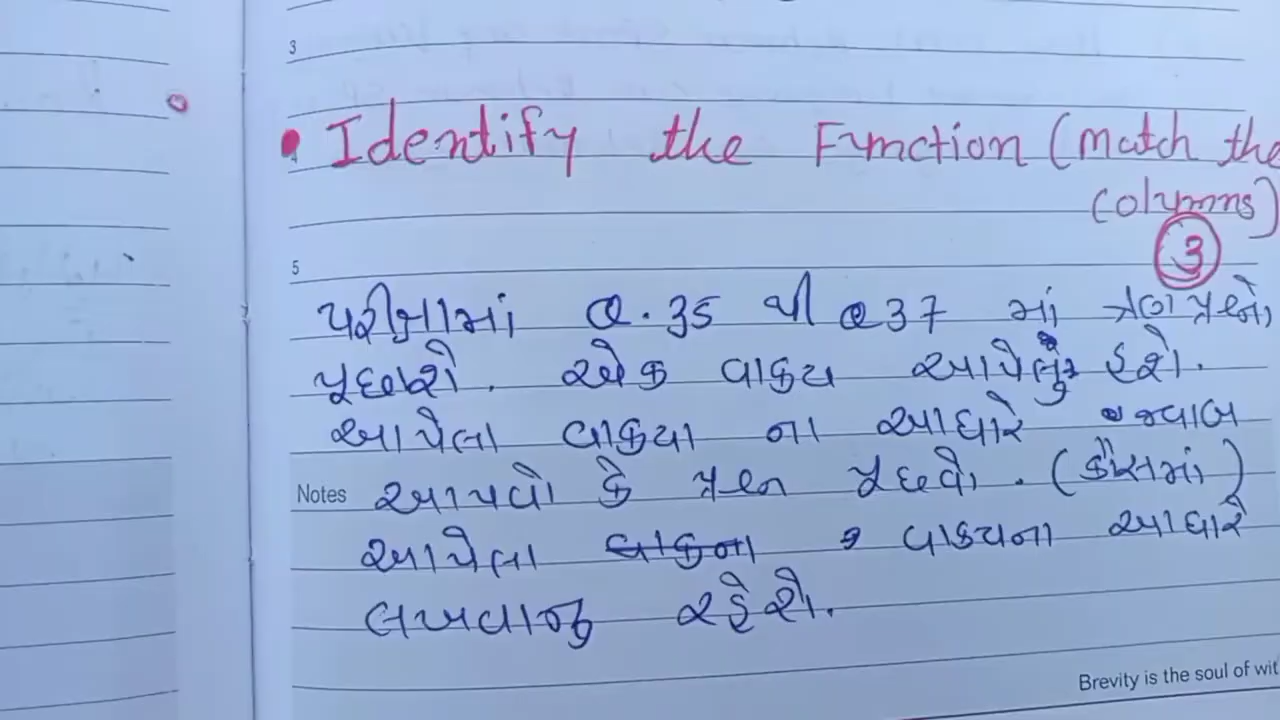 3
• Identify the Function (Match the
Columns)
3
5
પરીક્ષામાં Q.35 થી Q37 માં ત્રણ પ્રશ્નો
પૂછાશે. એક વાક્ય આપેલું હશે.
આપેલા વાક્યા ના આધારે જવાબ
Notes આપવો કે પ્રશ્ન પૂછવો. (કૌંસમાં)
આપેલા વાક્યના આધારે
લખવાનું રહેશે.
Brevity is the soul of wit